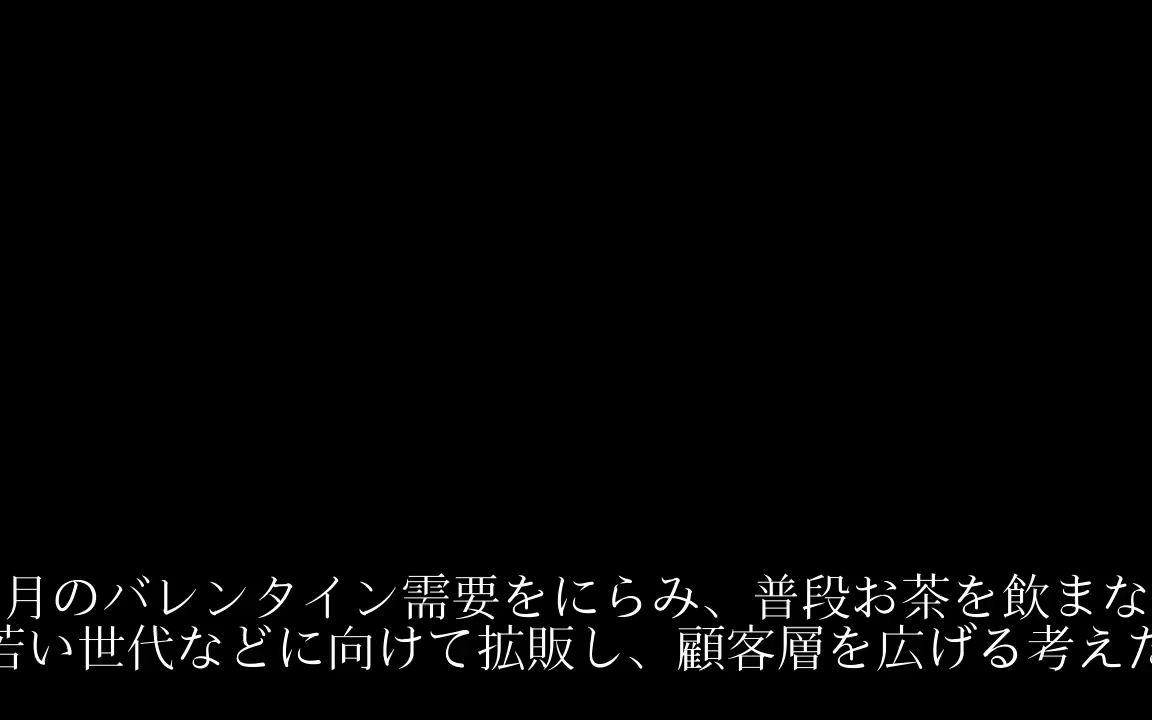 月のバレンタイン需要をにらみ、普段お茶を飲まな
若い世代などに向けて拡販し、顧客層を広げる考えだ